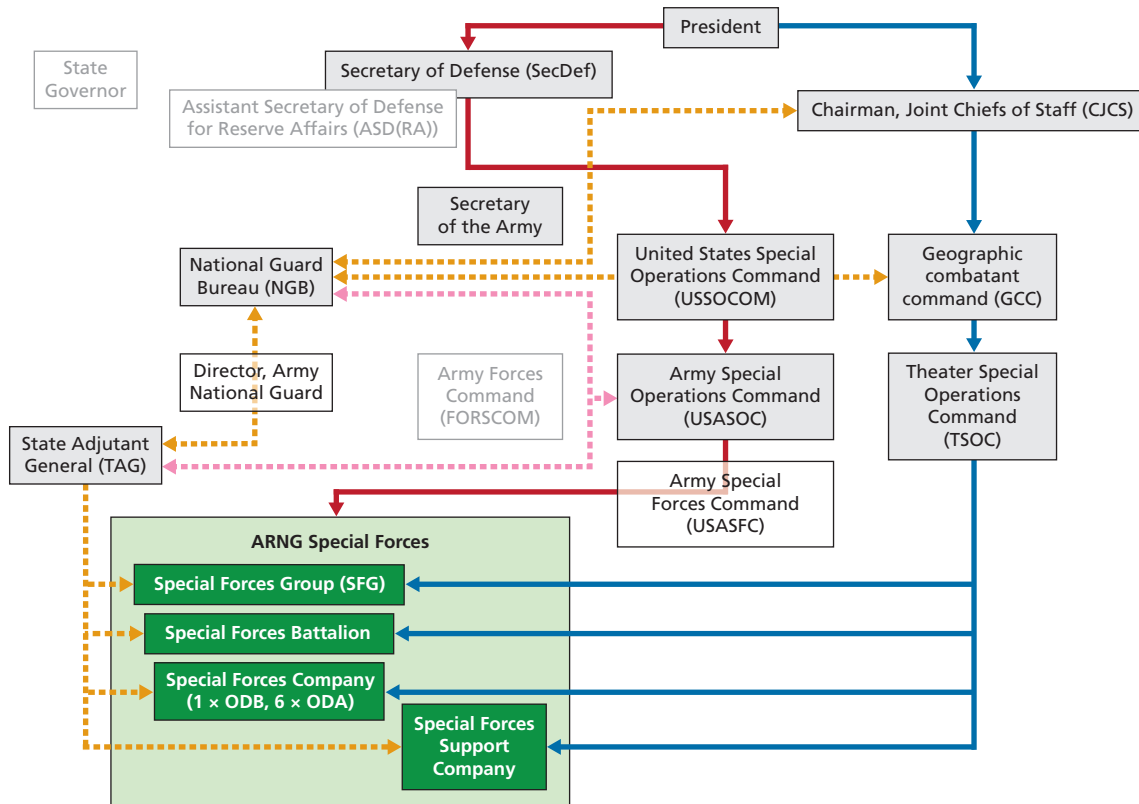 President
State
Governor
Secretary of Defense (SecDef)
Assistant Secretary of Defense
for Reserve Affairs (ASD(RA))
Chairman, Joint Chiefs of Staff (CJCS)
Secretary
of the Army
National Guard
Bureau (NGB)
United States Special
Operations Command
(USSOCOM)
Geographic
combatant
command (GCC)
Director, Army
National Guard
Army Forces
Command
(FORSCOM)
Army Special
Operations Command
(USASOC)
Theater Special
Operations
Command
(TSOC)
State Adjutant
General (TAG)
Army Special
Forces Command
(USASFC)
ARNG Special Forces
Special Forces Group (SFG)
Special Forces Battalion
Special Forces Company
(1 × ODB, 6 × ODA)
Special Forces
Support
Company